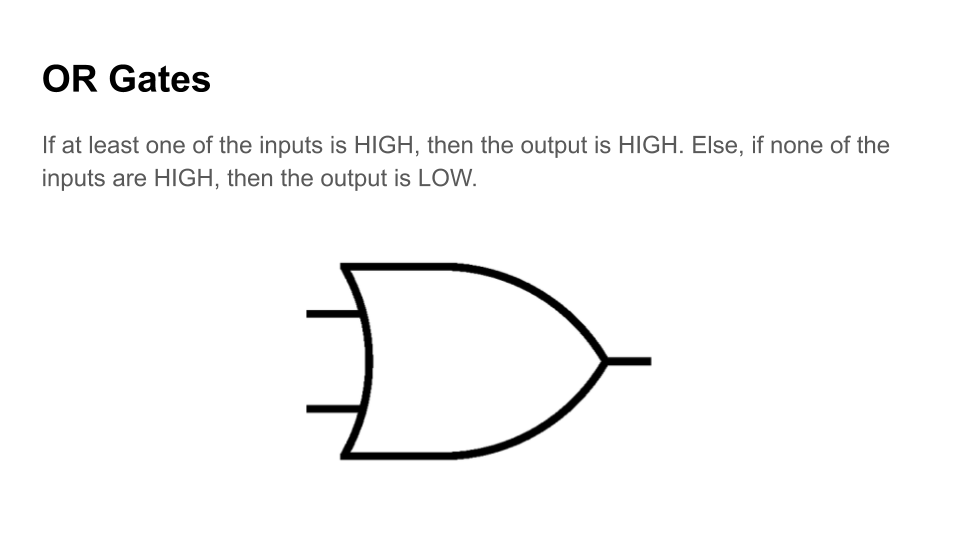 OR Gates
If at least one of the inputs is HIGH, then the output is HIGH. Else, if none of the
inputs are HIGH, then the output is LOW.